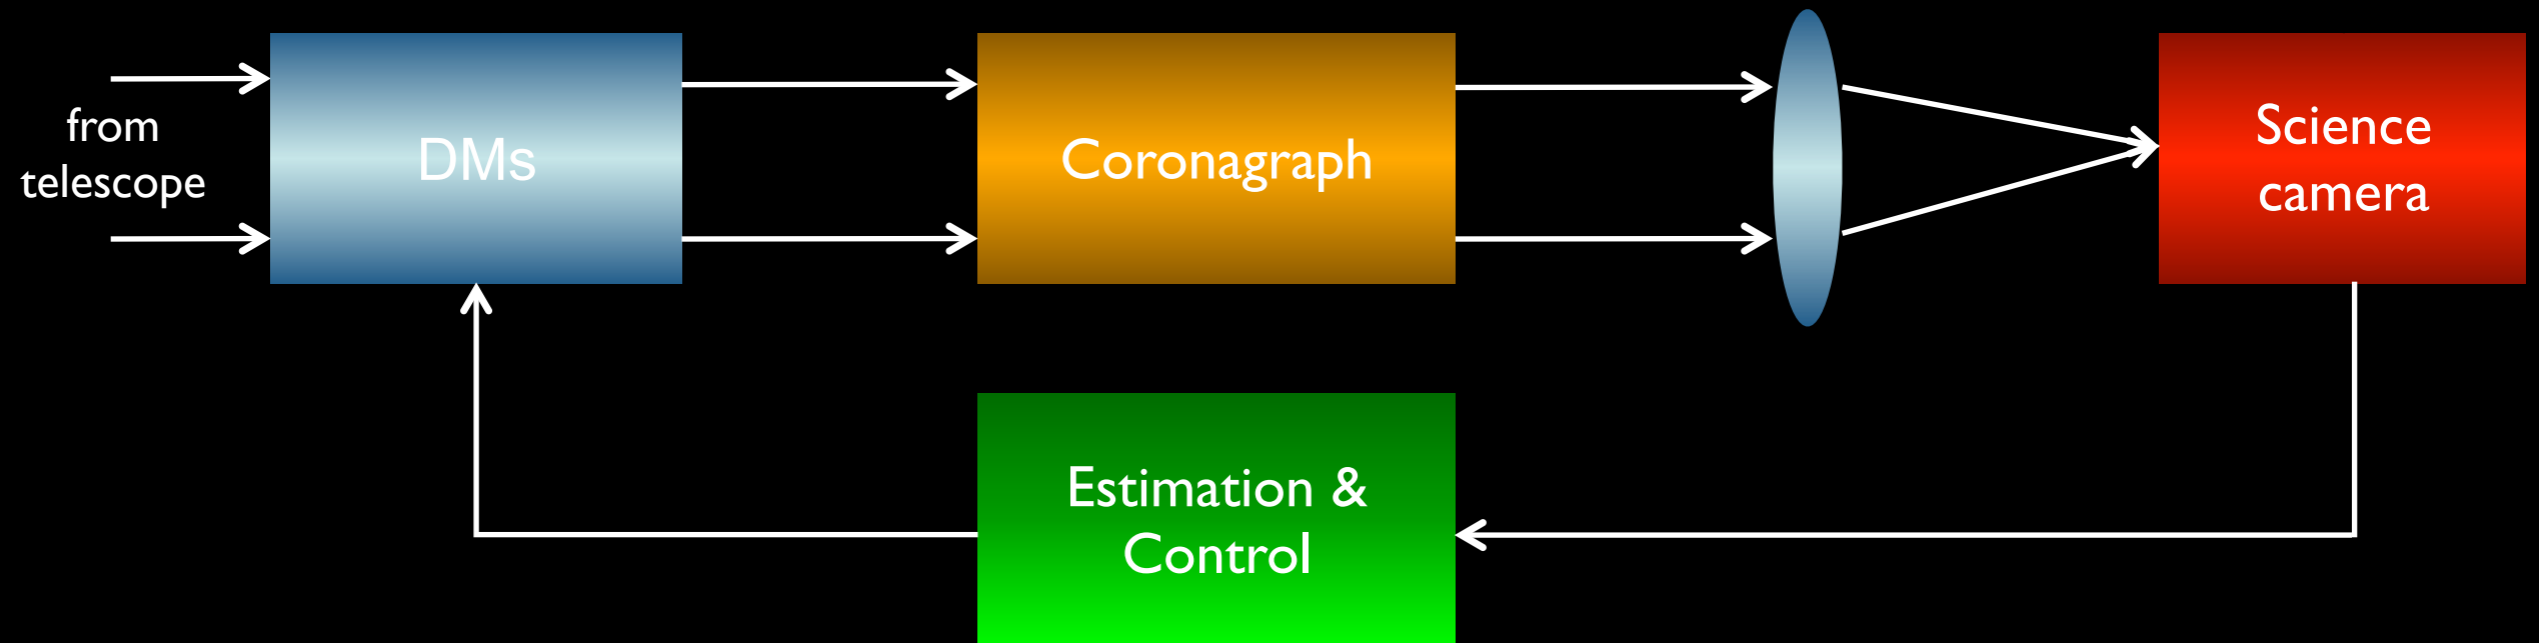 from
telescope
DMs
Coronagraph
Science
camera
Estimation &
Control